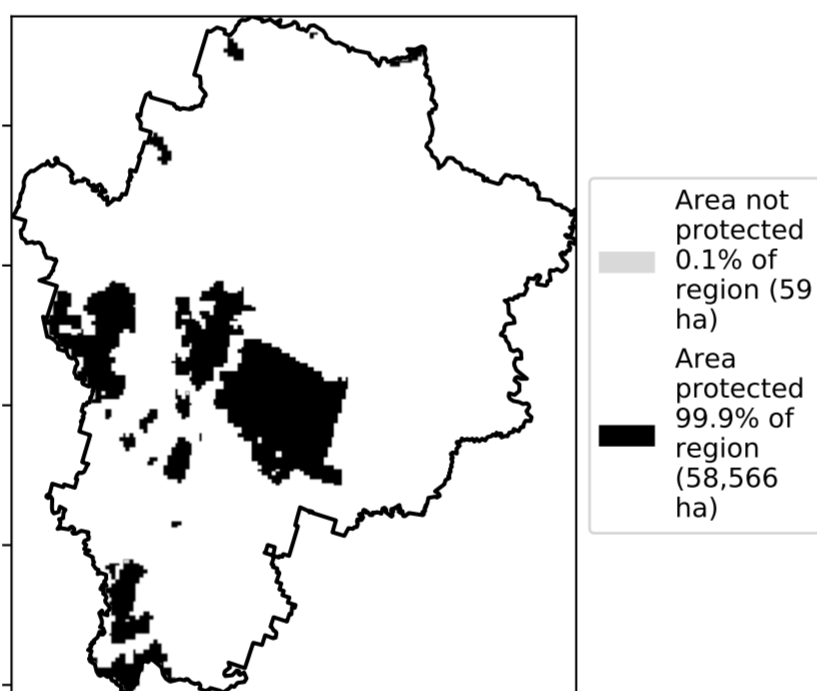 Area not
protected
0.1% of
region (59
ha)
Area
protected
99.9% of
region
(58,566
ha)